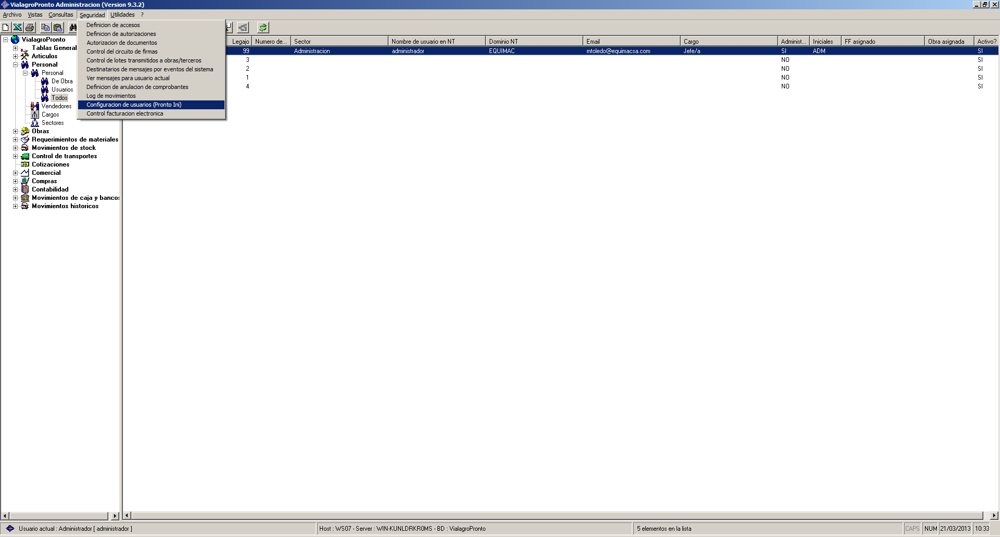 VialagroPronto Administracion (Version 9.3.2)
Archivo Vistas Consultas Seguridad Utilidades ?
Definicion de accesos
Definicion de autorizaciones
Autorizacion de documentos
Control del circuito de firmas
Control de lotes transmitidos a obras/terceros
Destinatarios de mensajes por eventos del sistema
Ver mensajes para usuario actual
Definicion de anulacion de comprobantes
Log de movimientos
Configuracion de usuarios (Pronto Ini)
Control facturacion electronica
VialagroPronto
Tablas General
Articulos
Personal
Personal
De Obra
Usuarios
Todos
Vendedores
Cargos
Sectores
Obras
Requerimientos de materiales
Movimientos de stock
Control de transportes
Cotizaciones
Comercial
Compras
Contabilidad
Movimientos de caja y bancos
Movimientos historicos
Legajo Numero de... Sector Nombre de usuario en NT Dominio NT Email Cargo Administ... Iniciales FF asignado Obra asignada Activo?
99 Administracion administrador EQUIMAC mtoledo@equimacsa.com Jefe/a SI ADM SI
3 NO SI
2 NO SI
1 NO SI
4 NO SI
Usuario actual : Administrador [ administrador ] Host : WS07 - Server : WIN-KUNLDRKR0MS - BD : VialagroPronto 5 elementos en la lista CAPS NUM 21/03/2013 10:33